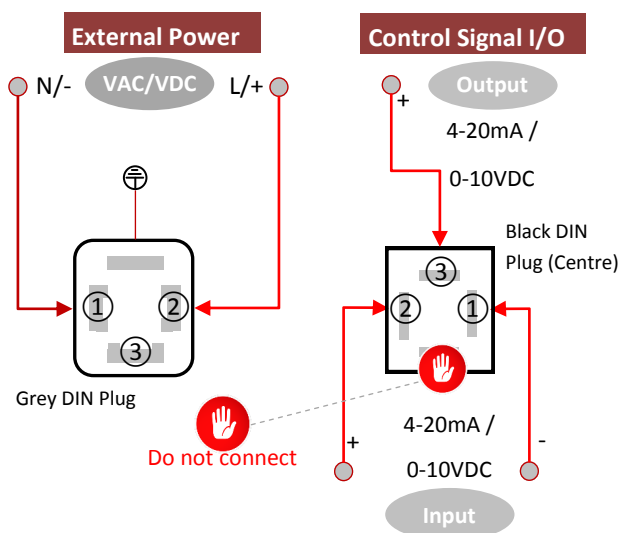 External Power
N/-
VAC/VDC
L/+
1
2
3
Grey DIN Plug
Do not connect
Control Signal I/O
+
Output
4-20mA /
0-10VDC
Black DIN
Plug (Centre)
3
2
1
+
4-20mA /
-
0-10VDC
Input